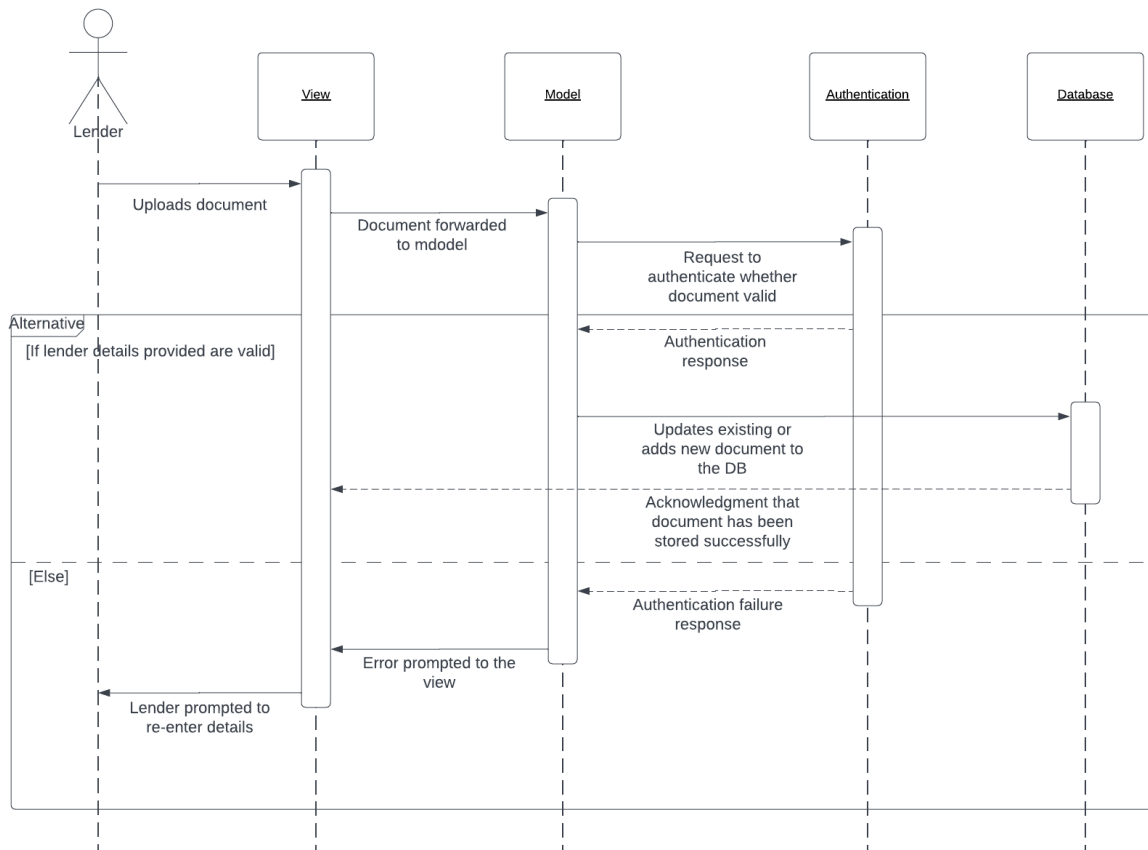 Lender
View
Model
Authentication
Database
Uploads document
Document forwarded
to mdodel
Request to
authenticate whether
document valid
Alternative
[If lender details provided are valid]
Authentication
response
Updates existing or
adds new document to
the DB
Acknowledgment that
document has been
stored successfully
[Else]
Authentication failure
response
Error prompted to the
view
Lender prompted to
re-enter details